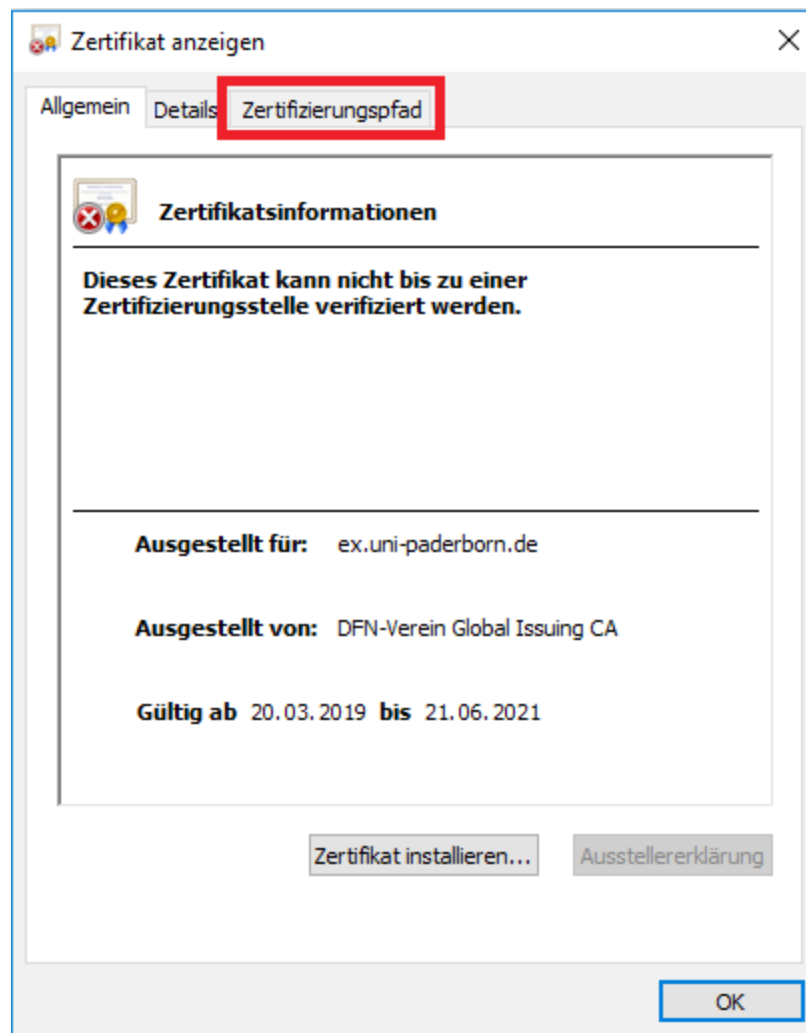 Zertifikat anzeigen
Allgemein Details Zertifizierungspfad
Zertifikatsinformationen
Dieses Zertifikat kann nicht bis zu einer
Zertifizierungsstelle verifiziert werden.
Ausgestellt für: ex.uni-paderborn.de
Ausgestellt von: DFN-Verein Global Issuing CA
Gültig ab 20.03.2019 bis 21.06.2021
Zertifikat installieren... Ausstellererklärung
OK